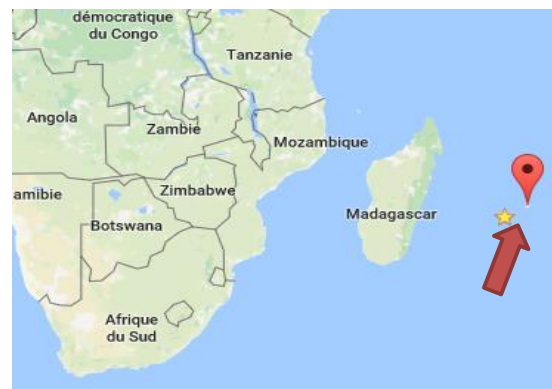 démocratique
du Congo
Tanzanie
Angola
Zambie
Mozambique
amibie
Zimbabwe
Madagascar
Botswana
Afrique
du Sud